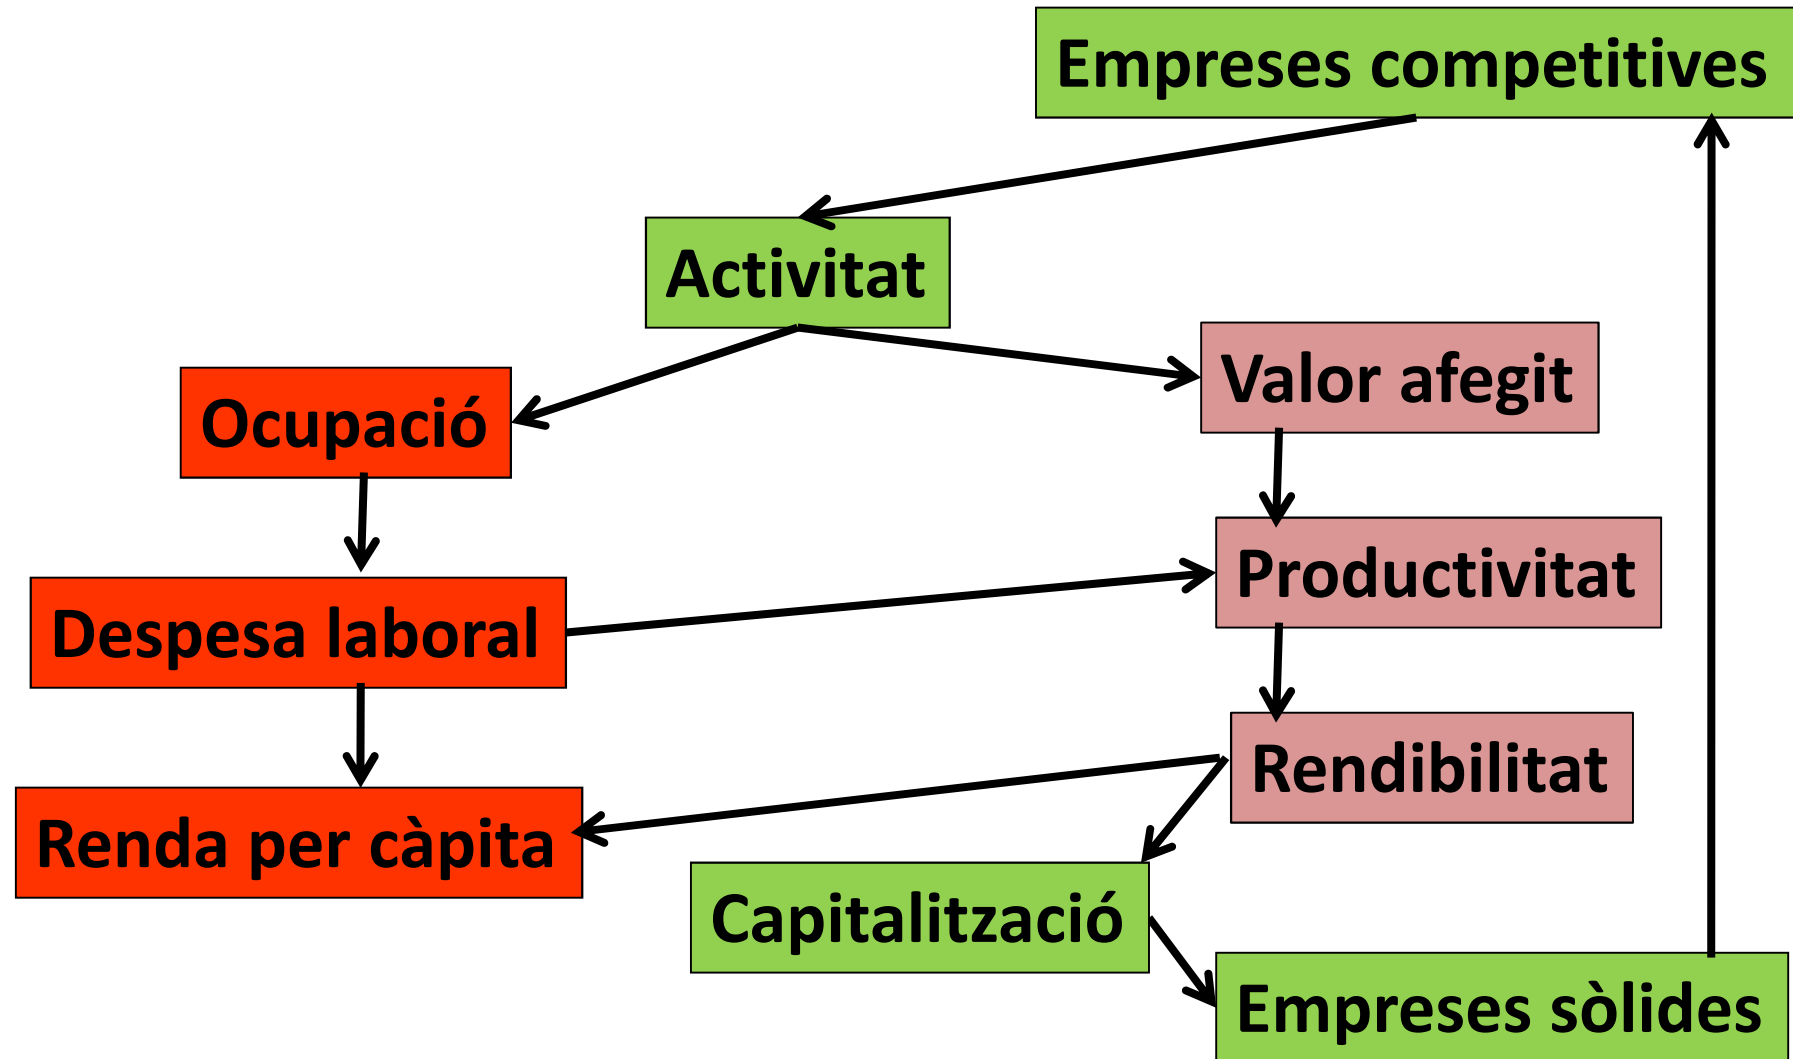 Empreses competitives
Activitat
Valor afegit
Ocupació
Productivitat
Despesa laboral
Rendibilitat
Renda per càpita
Capitalització
Empreses sòlides